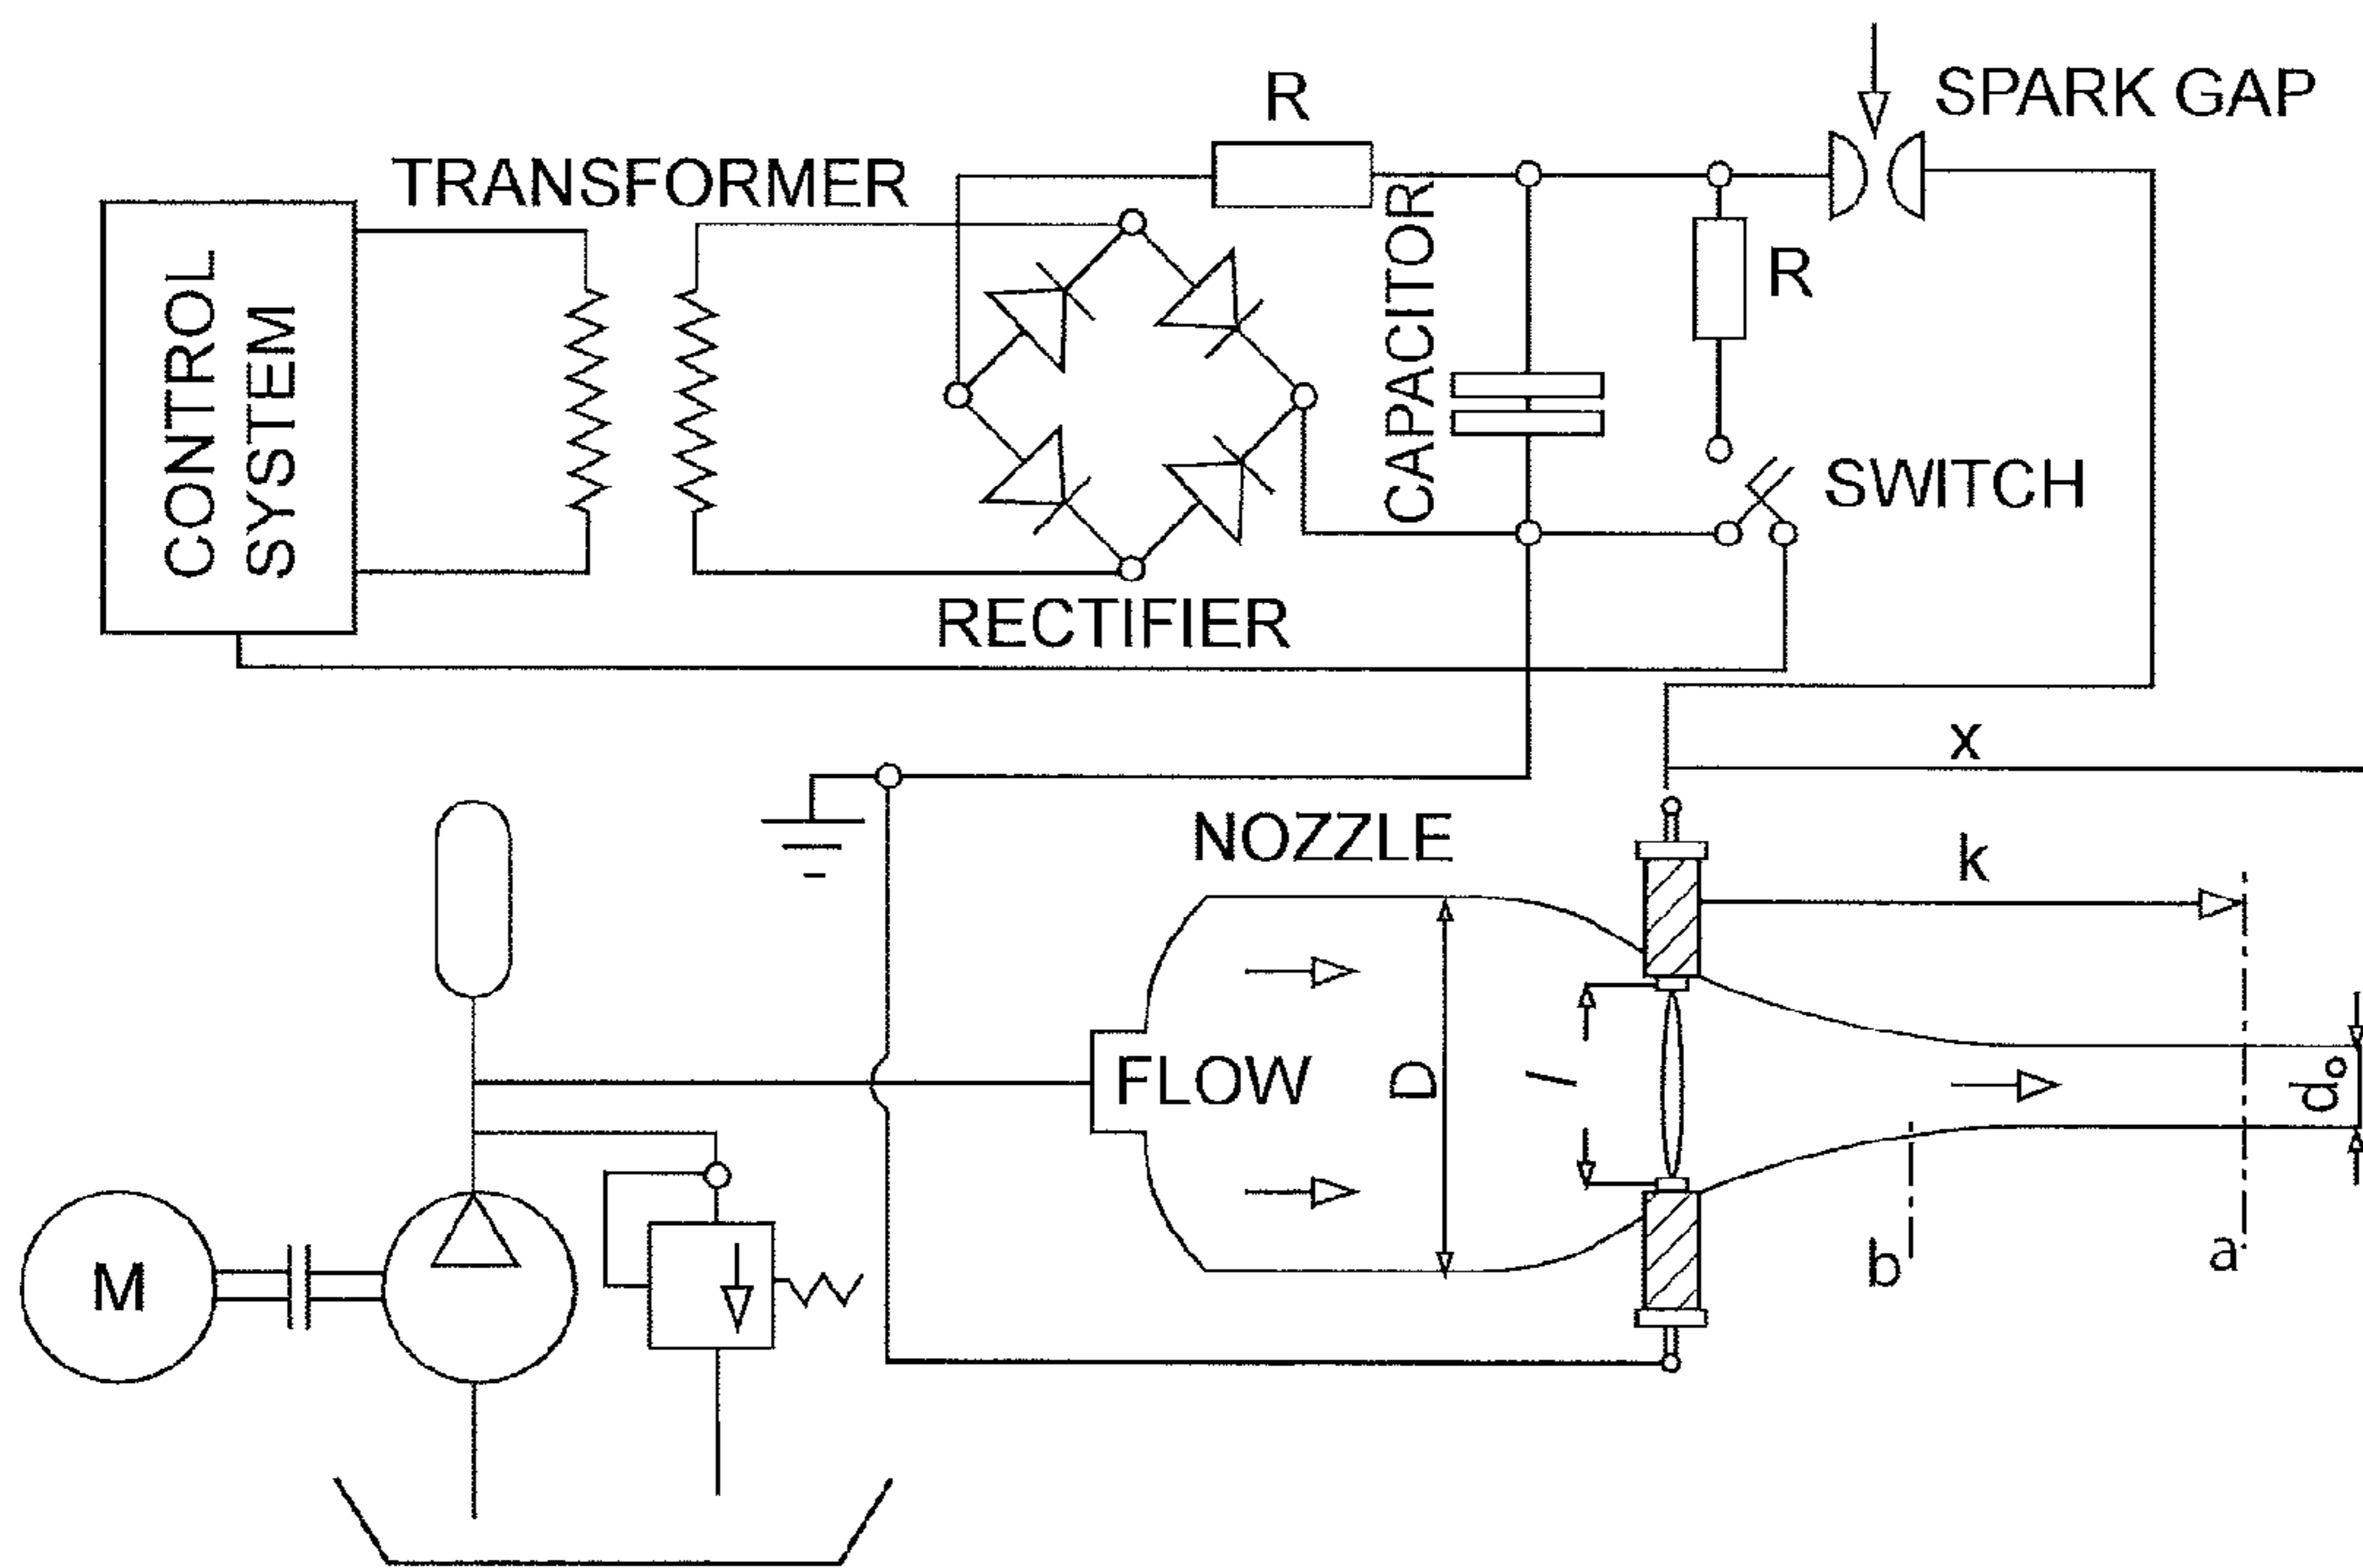 SPARK GAP
R
TRANSFORMER
CONTROL
SYSTEM
CAPACITOR
R
SWITCH
RECTIFIER
x
NOZZLE
k
FLOW
D
l
d₀
b
a
M